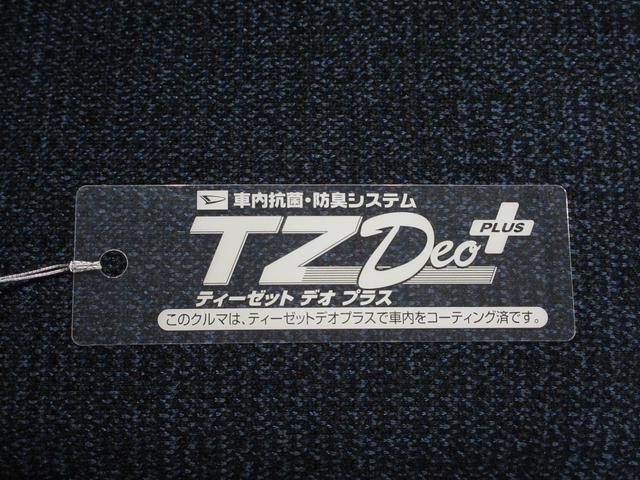 車内抗菌・防臭システム
TZ Deo PLUS
ティーゼット デオ プラス
このクルマは、ティーゼットデオプラスで車内をコーティング済です。